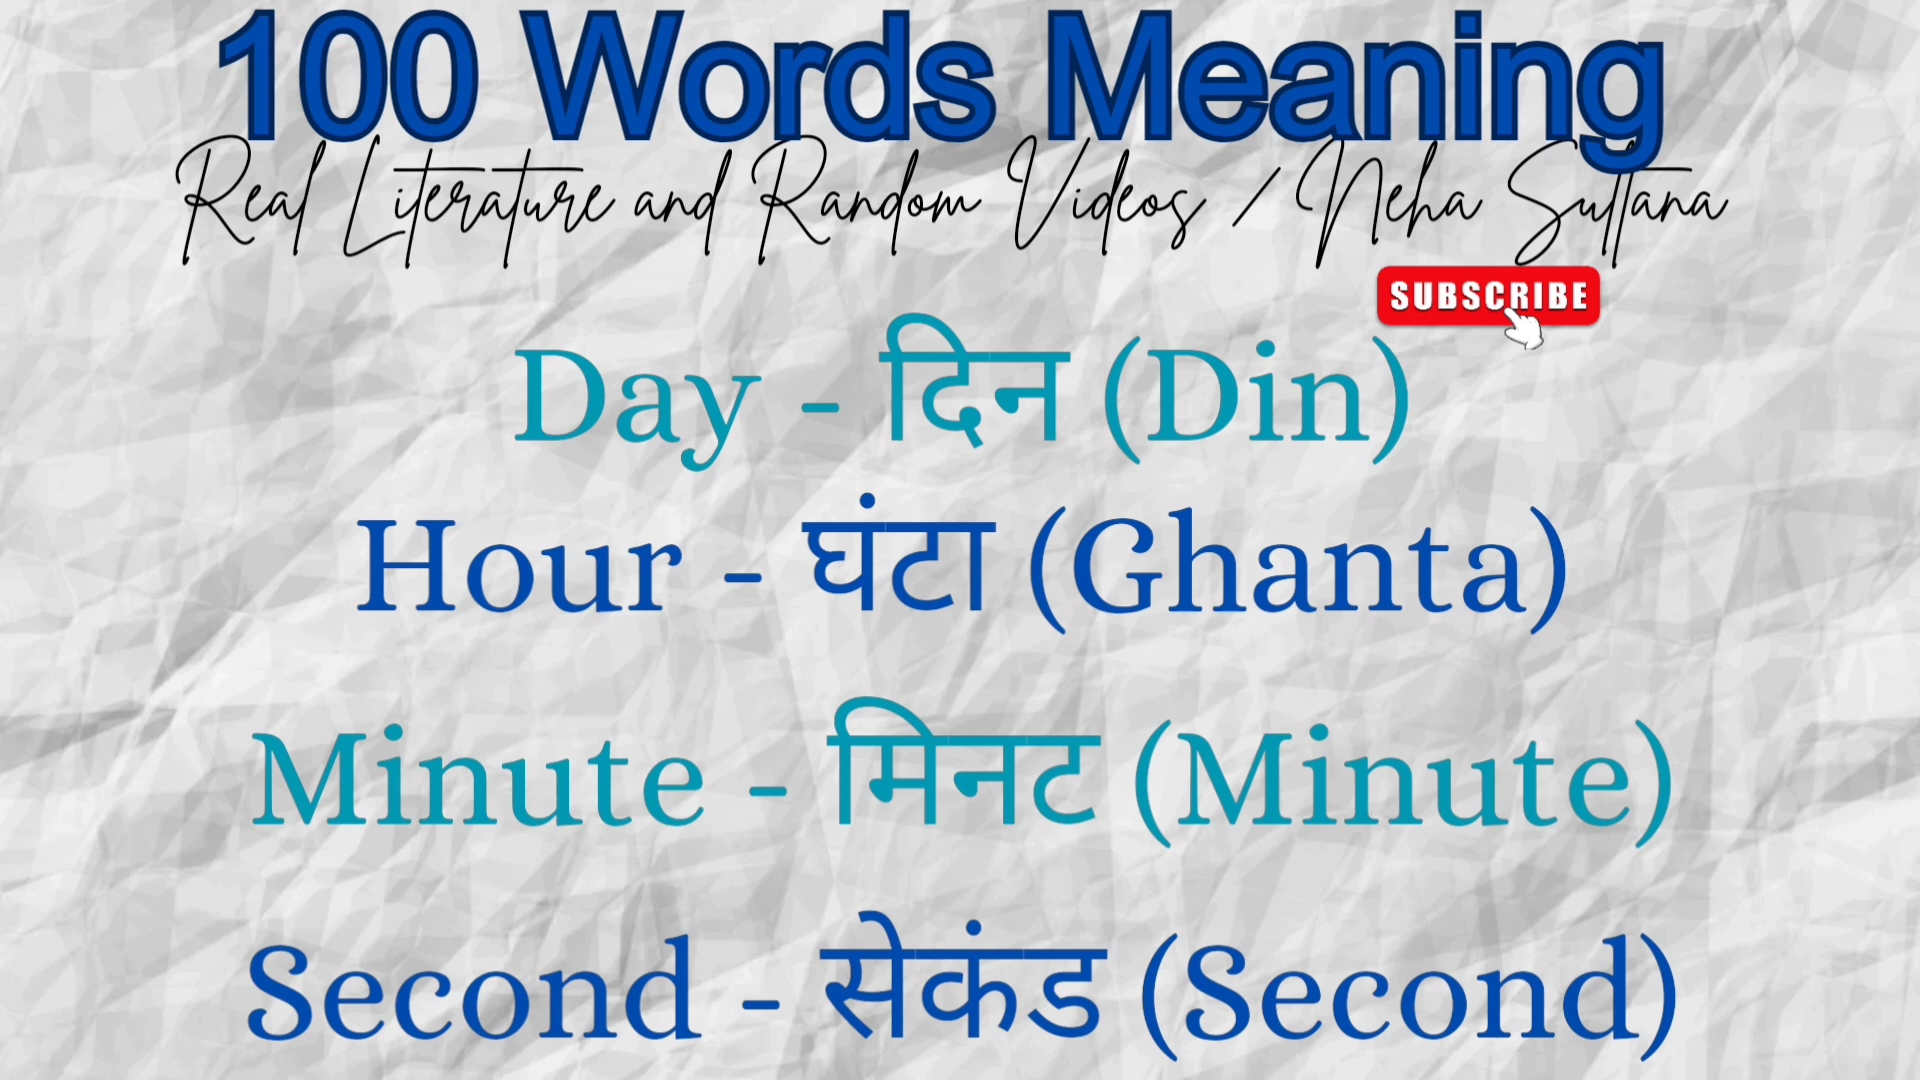 100 Words Meaning
Real Literature and Random Videos / Neha Sultana
SUBSCRIBE
Day - दिन (Din)
Hour - घंटा (Ghanta)
Minute - मिनट (Minute)
Second - सेकंड (Second)